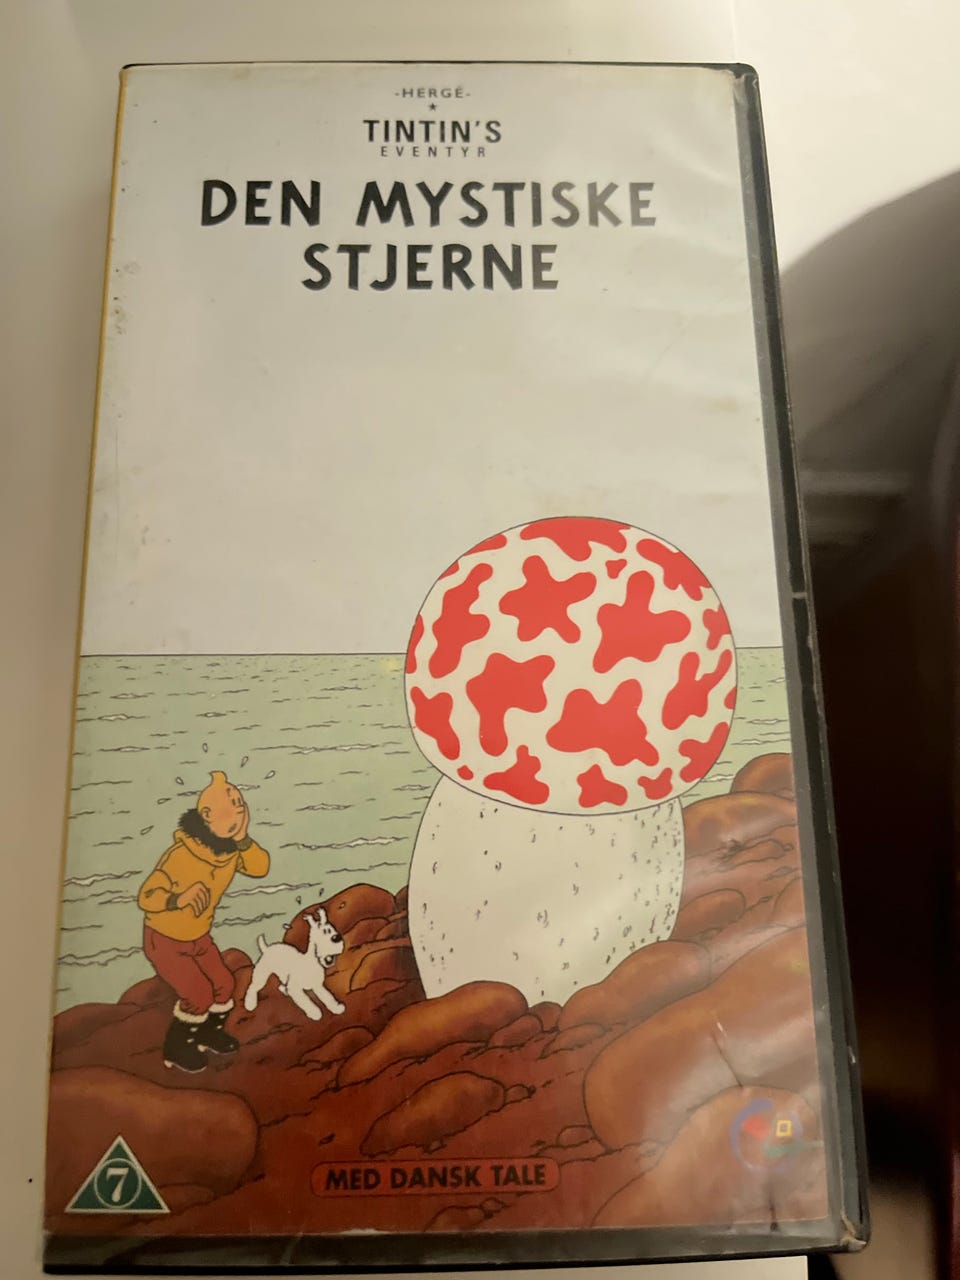 -HERGÉ-
TINTIN'S
EVENTYR
DEN MYSTISKE
STJERNE
7
MED DANSK TALE